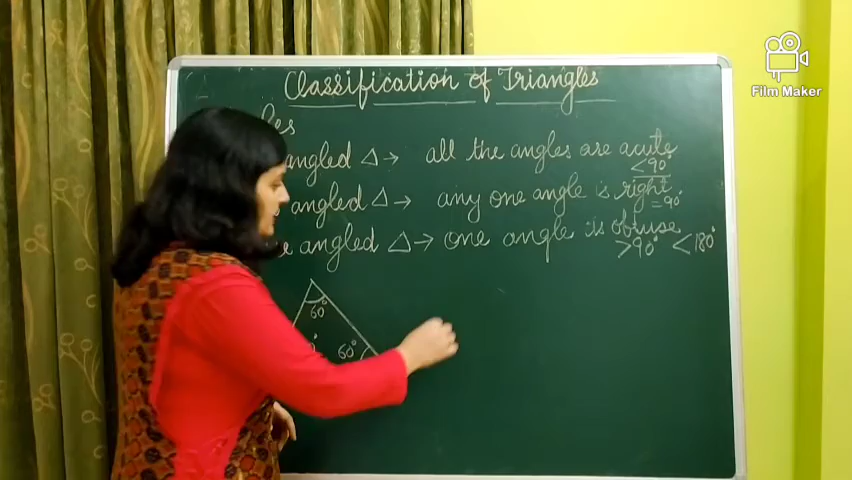 Classification of Triangles
les
angled △ → all the angles are acute
<90°
angled △ → any one angle is right
=90°
e angled △ → one angle is obtuse
>90° <180°
60°
60°
Film Maker